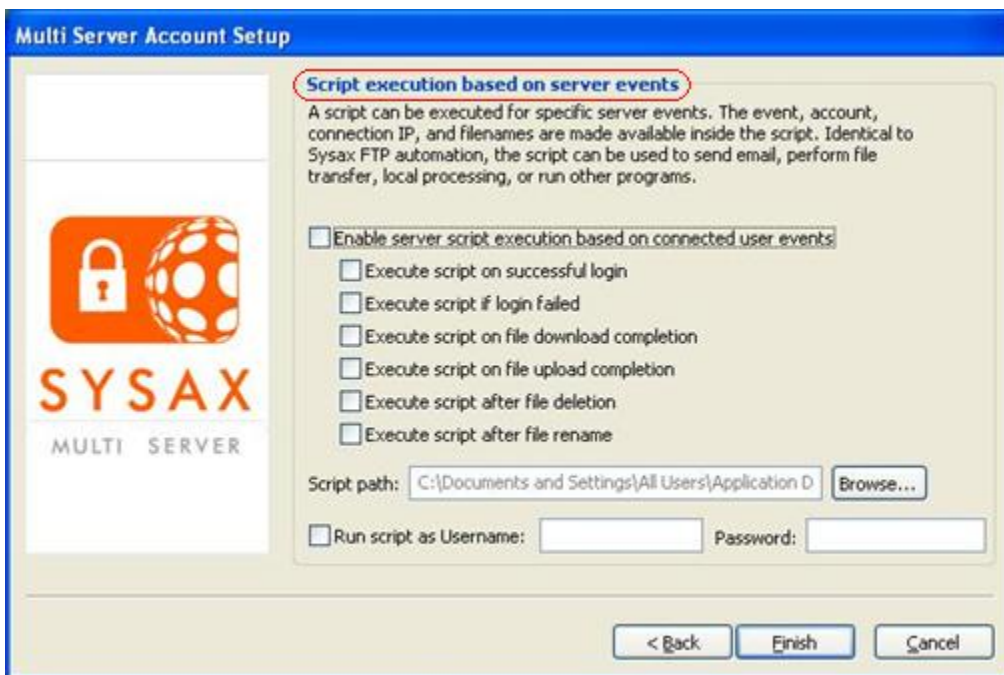 Multi Server Account Setup
Script execution based on server events
A script can be executed for specific server events. The event, account,
connection IP, and filenames are made available inside the script. Identical to
Sysax FTP automation, the script can be used to send email, perform file
transfer, local processing, or run other programs.
Enable server script execution based on connected user events
Execute script on successful login
Execute script if login failed
Execute script on file download completion
Execute script on file upload completion
Execute script after file deletion
Execute script after file rename
SYSAX
MULTI SERVER
Script path: C:\Documents and Settings\All Users\Application D Browse...
Run script as Username: Password:
< Back Finish Cancel